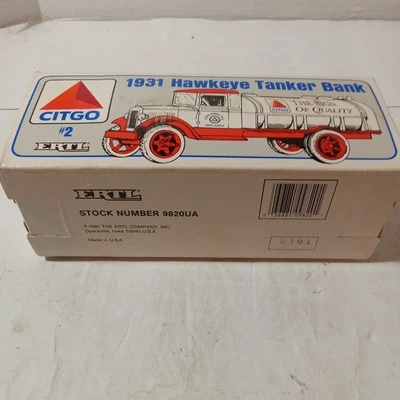 1931 Hawkeye Tanker Bank
CITGO
#2
ERTL
THE SIGN
OF QUALITY
ERTL
STOCK NUMBER 9820UA
©1991 THE ERTL COMPANY, INC.
Dyersville, Iowa 52040 U.S.A.
Made in U.S.A.